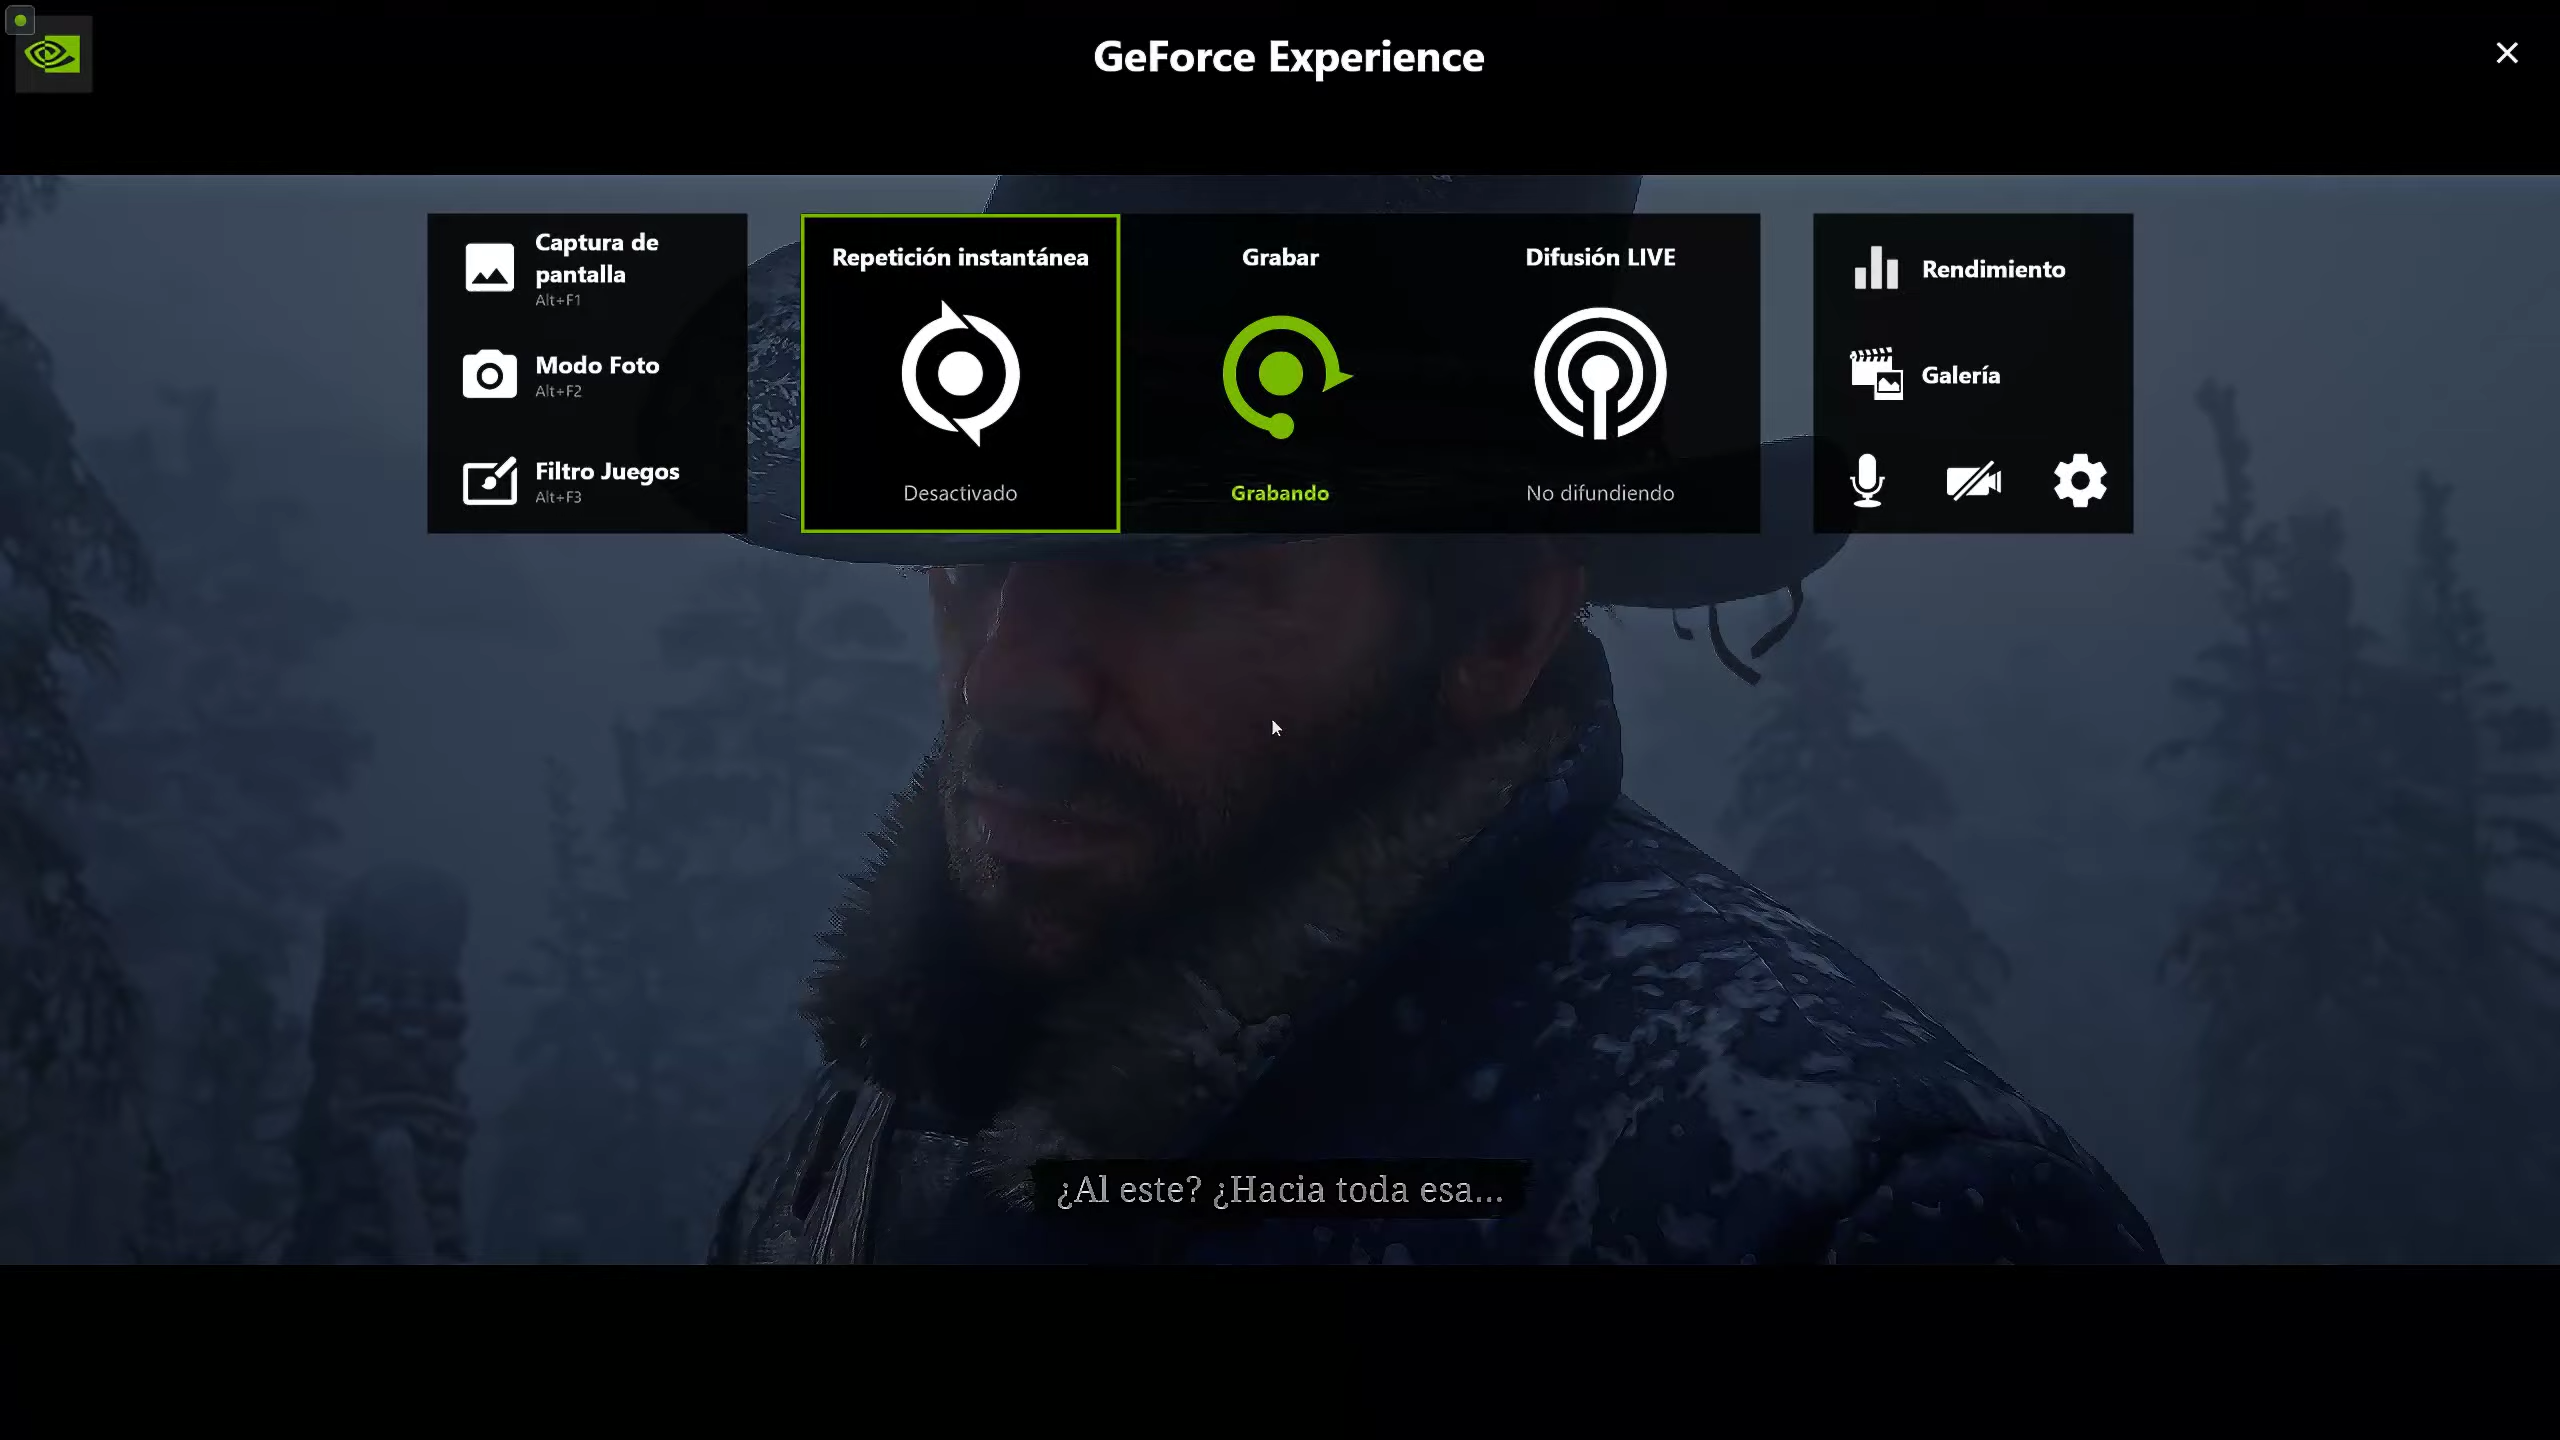 GeForce Experience
Captura de
pantalla
Alt+F1
Modo Foto
Alt+F2
Filtro Juegos
Alt+F3
Repetición instantánea
Desactivado
Grabar
Grabando
Difusión LIVE
No difundiendo
Rendimiento
Galería
¿Al este? ¿Hacia toda esa...